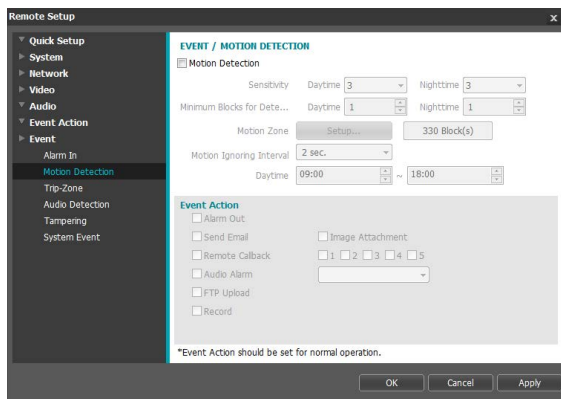 Remote Setup x
Quick Setup
System
Network
Video
Audio
Event Action
Event
Alarm In
Motion Detection
Trip-Zone
Audio Detection
Tampering
System Event
EVENT / MOTION DETECTION
Motion Detection
Sensitivity Daytime 3 Nighttime 3
Minimum Blocks for Dete... Daytime 1 Nighttime 1
Motion Zone Setup... 330 Block(s)
Motion Ignoring Interval 2 sec.
Daytime 09:00 ~ 18:00
Event Action
Alarm Out
Send Email Image Attachment
Remote Callback 1 2 3 4 5
Audio Alarm
FTP Upload
Record
*Event Action should be set for normal operation.
OK Cancel Apply